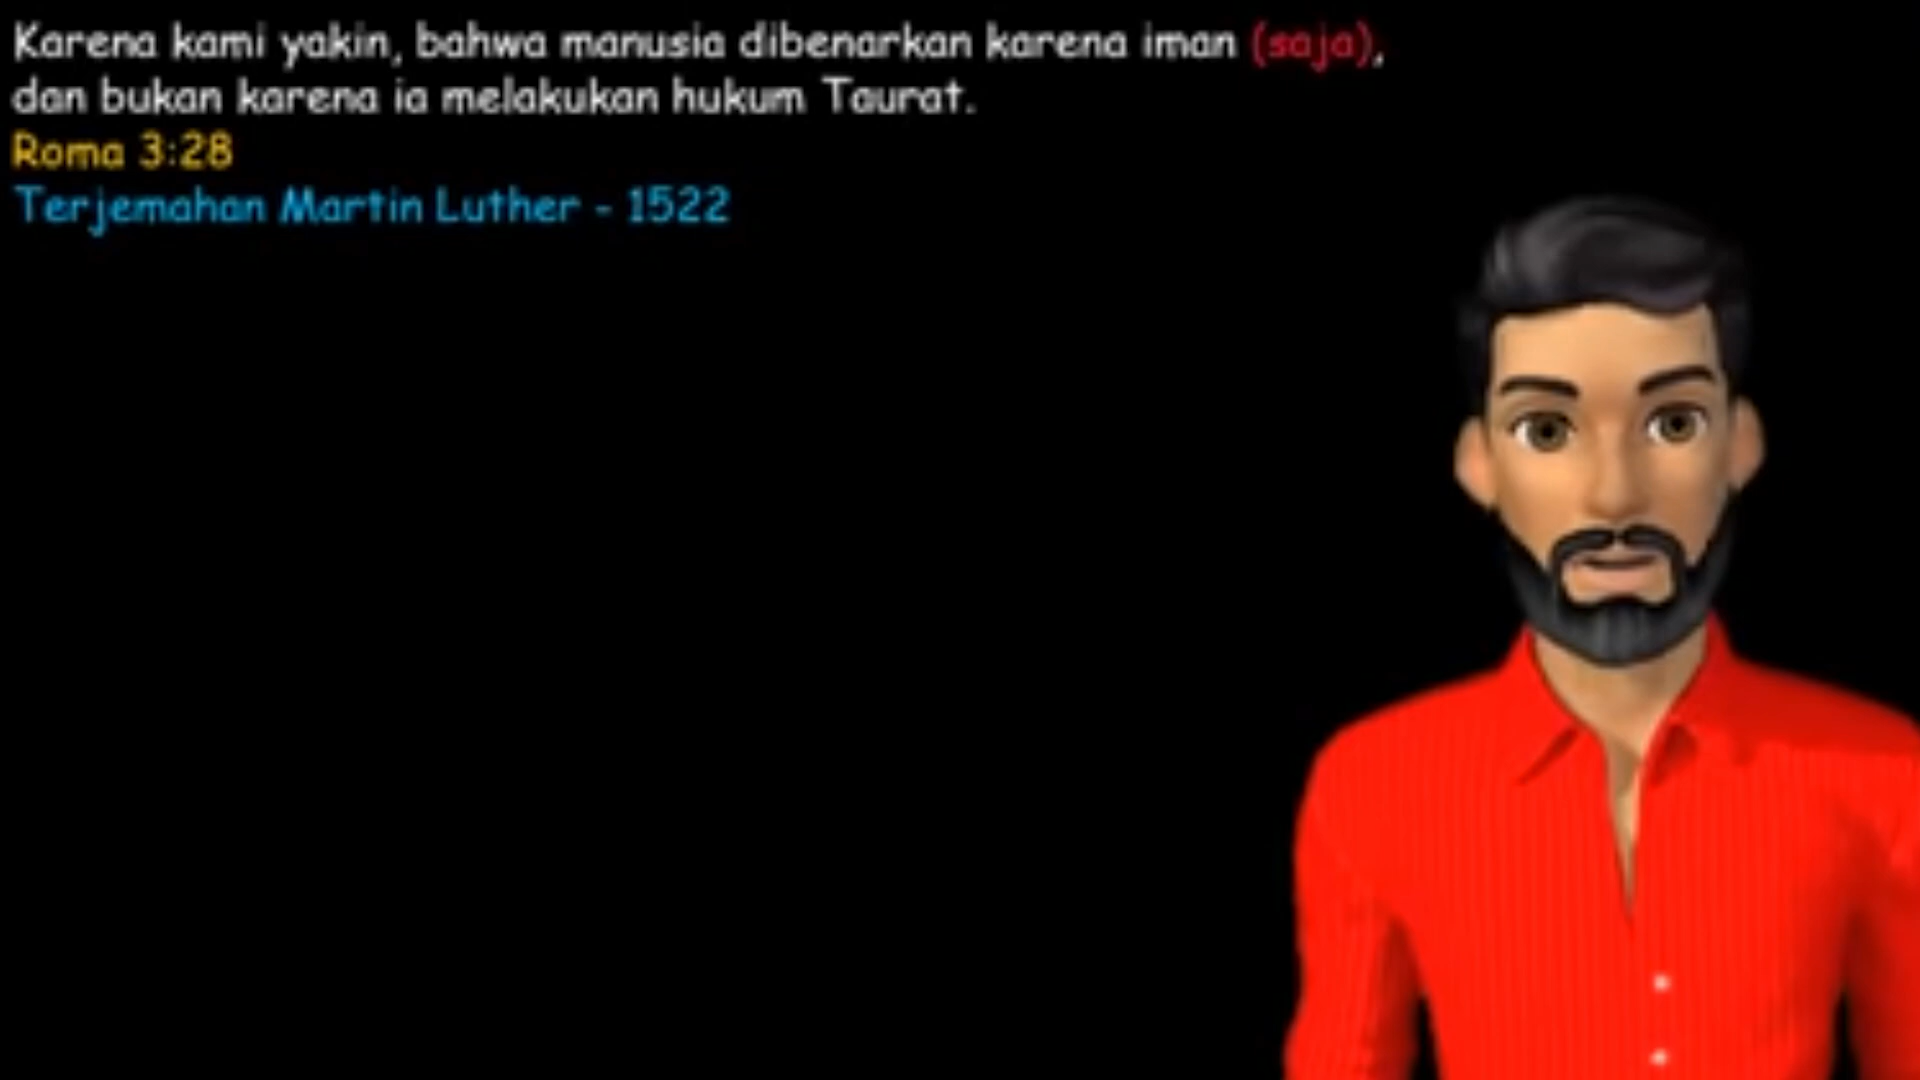 Karena kami yakin, bahwa manusia dibenarkan karena iman (saja),
dan bukan karena ia melakukan hukum Taurat.
Roma 3:28
Terjemahan Martin Luther - 1522